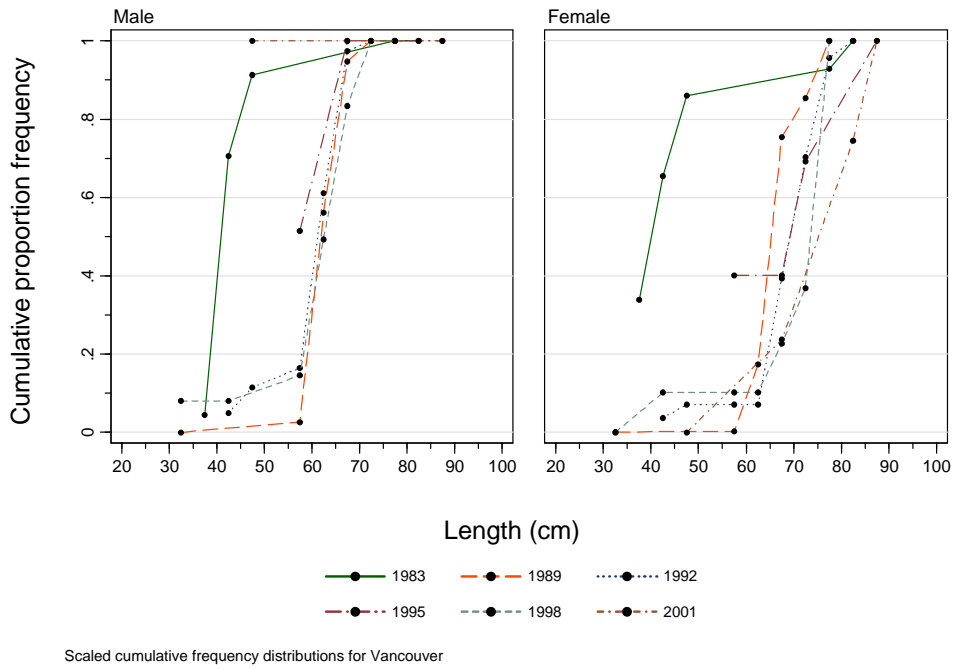 Male Female
Cumulative proportion frequency
1
.8
.6
.4
.2
0
20 30 40 50 60 70 80 90 100 20 30 40 50 60 70 80 90 100
Length (cm)
1983 1989 1992
1995 1998 2001
Scaled cumulative frequency distributions for Vancouver